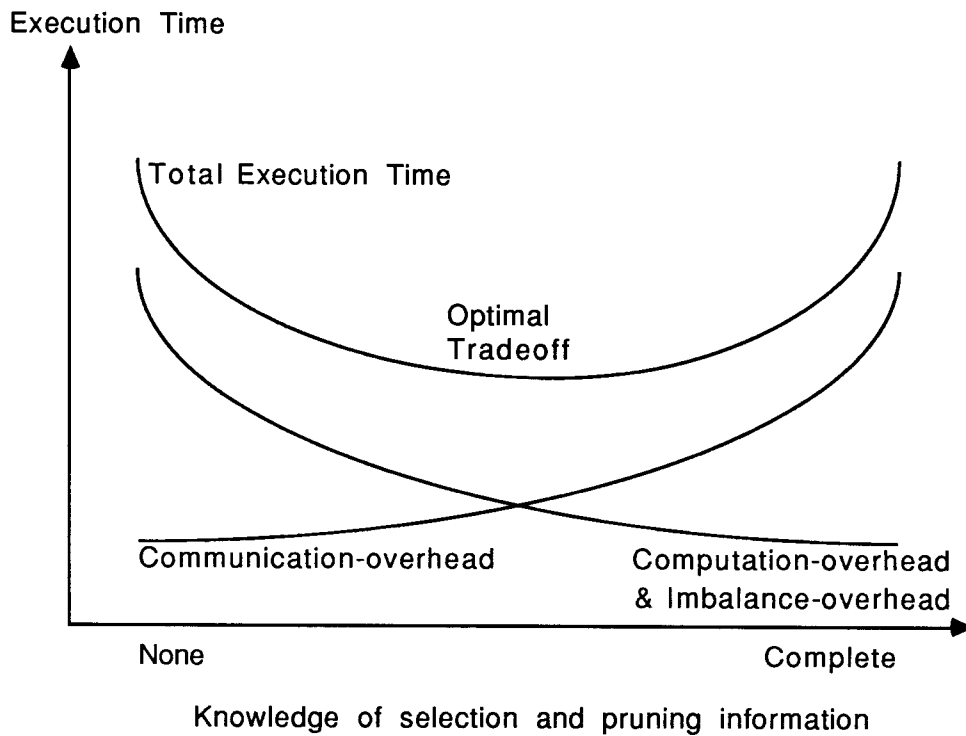 Execution Time
Total Execution Time
Optimal
Tradeoff
Communication-overhead
Computation-overhead
& Imbalance-overhead
None
Complete
Knowledge of selection and pruning information